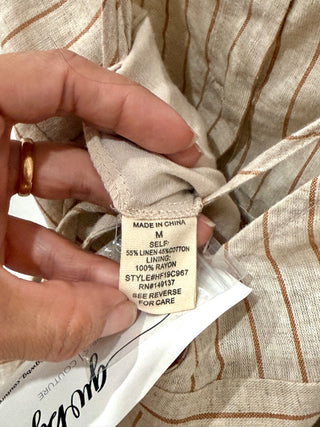 MADE IN CHINA
M
SELF:
55% LINEN 45% COTTON
LINING:
100% RAYON
STYLE#HF19C967
RN#149137
SEE REVERSE
FOR CARE
COUTURE